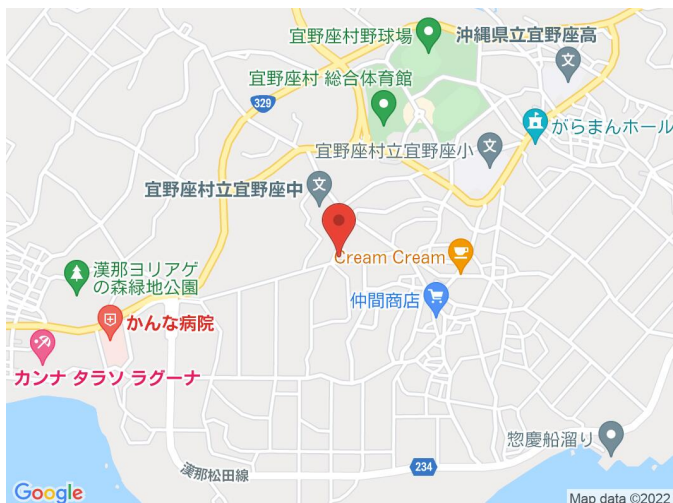 宜野座村野球場
沖縄県立宜野座高
文
宜野座村 総合体育館
329
がらまんホール
宜野座村立宜野座小
文
宜野座村立宜野座中
文
Cream Cream
漢那ヨリアゲ
の森緑地公園
仲間商店
かんな病院
カンナ タラソ ラグーナ
惣慶船溜り
234
漢那松田線
Google
Map data ©2022